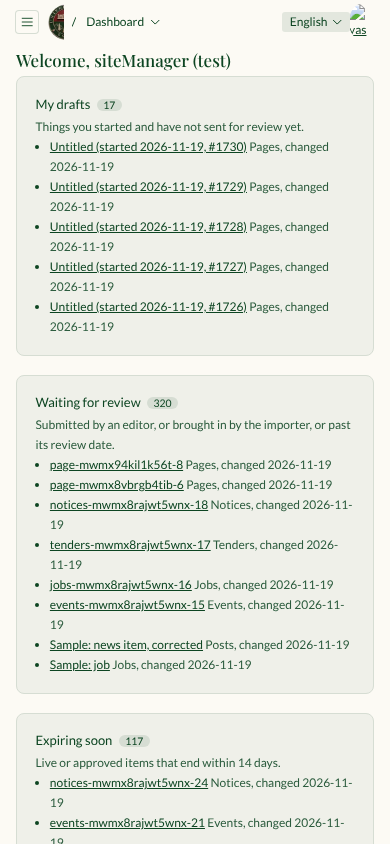 / Dashboard
English
vas
Welcome, siteManager (test)
My drafts 17
Things you started and have not sent for review yet.
Untitled (started 2026-11-19, #1730) Pages, changed
2026-11-19
Untitled (started 2026-11-19, #1729) Pages, changed
2026-11-19
Untitled (started 2026-11-19, #1728) Pages, changed
2026-11-19
Untitled (started 2026-11-19, #1727) Pages, changed
2026-11-19
Untitled (started 2026-11-19, #1726) Pages, changed
2026-11-19
Waiting for review 320
Submitted by an editor, or brought in by the importer, or past
its review date.
page-mwmx94kil1k56t-8 Pages, changed 2026-11-19
page-mwmx8vbrgb4tib-6 Pages, changed 2026-11-19
notices-mwmx8rajwt5wnx-18 Notices, changed 2026-11-
19
tenders-mwmx8rajwt5wnx-17 Tenders, changed 2026-
11-19
jobs-mwmx8rajwt5wnx-16 Jobs, changed 2026-11-19
events-mwmx8rajwt5wnx-15 Events, changed 2026-11-
19
Sample: news item, corrected Posts, changed 2026-11-19
Sample: job Jobs, changed 2026-11-19
Expiring soon 117
Live or approved items that end within 14 days.
notices-mwmx8rajwt5wnx-24 Notices, changed 2026-11-
19
events-mwmx8rajwt5wnx-21 Events, changed 2026-11-
19